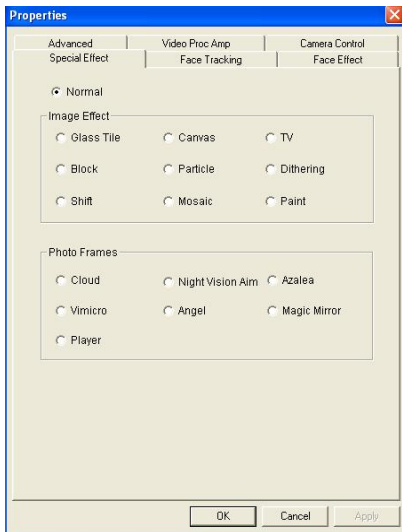 Properties
Advanced Video Proc Amp Camera Control
Special Effect Face Tracking Face Effect
Normal
Image Effect
Glass Tile Canvas TV
Block Particle Dithering
Shift Mosaic Paint
Photo Frames
Cloud Night Vision Aim Azalea
Vimicro Angel Magic Mirror
Player
OK Cancel Apply